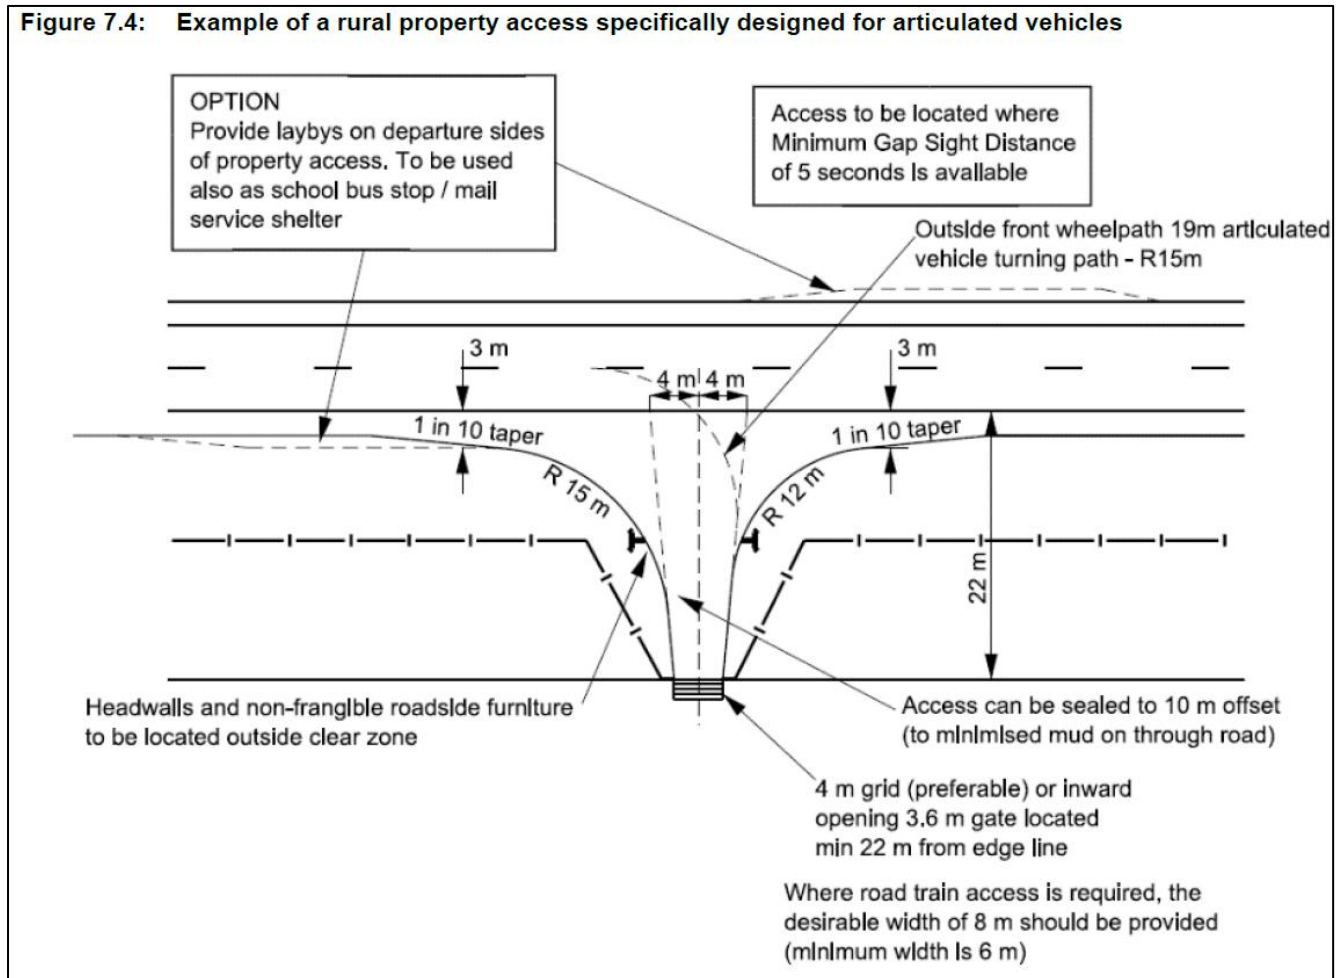 Figure 7.4: Example of a rural property access specifically designed for articulated vehicles
OPTION
Provide laybys on departure sides
of property access. To be used
also as school bus stop / mail
service shelter
Access to be located where
Minimum Gap Sight Distance
of 5 seconds Is available
Outside front wheelpath 19m articulated
vehicle turning path - R15m
3 m
3 m
4 m 4 m
1 in 10 taper
1 in 10 taper
R 15 m
R 12 m
22 m
Headwalls and non-frangible roadside furniture
to be located outside clear zone
Access can be sealed to 10 m offset
(to minimised mud on through road)
4 m grid (preferable) or inward
opening 3.6 m gate located
min 22 m from edge line
Where road train access is required, the
desirable width of 8 m should be provided
(minimum width is 6 m)